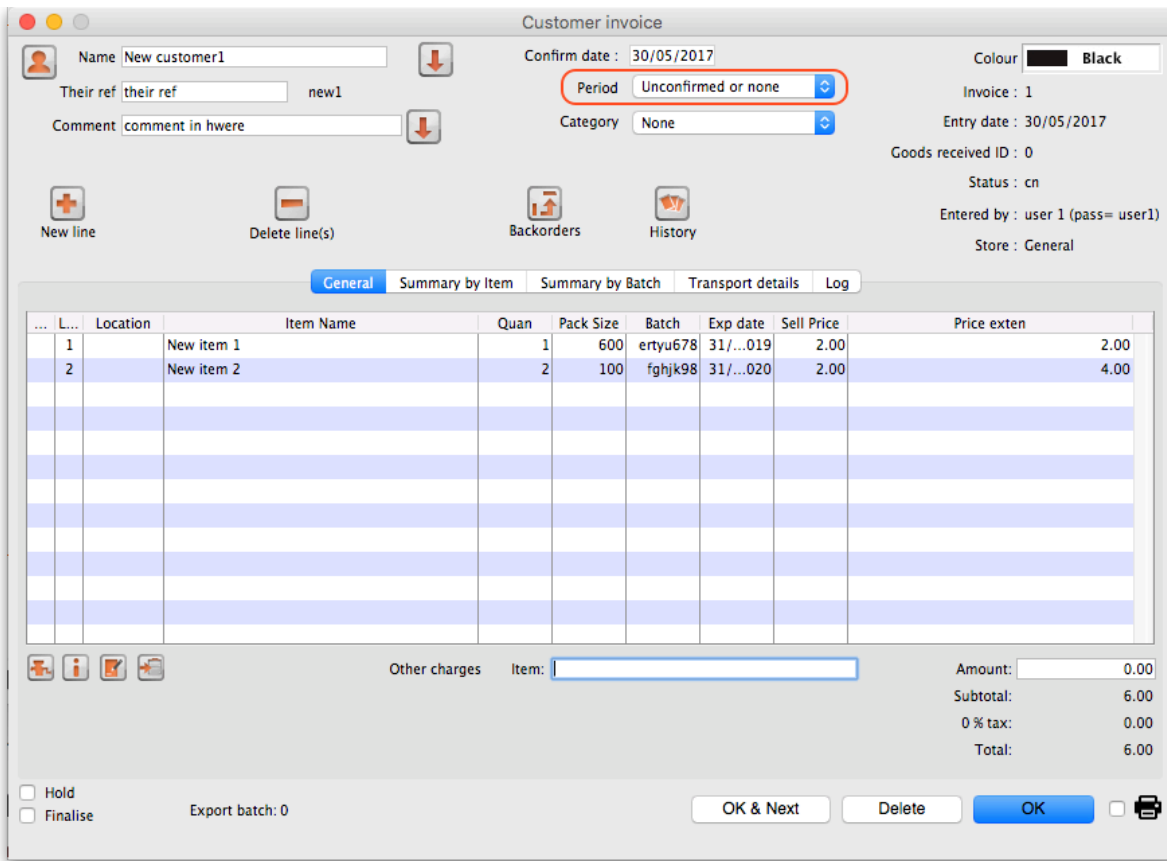 Customer invoice
Name New customer1 Confirm date : 30/05/2017 Colour Black
Their ref their ref new1 Period Unconfirmed or none Invoice : 1
Comment comment in hwere Category None Entry date : 30/05/2017
Goods received ID : 0
Status : cn
New line Delete line(s) Backorders History Entered by : user 1 (pass= user1)
Store : General
General Summary by Item Summary by Batch Transport details Log
... L... Location Item Name Quan Pack Size Batch Exp date Sell Price Price exten
1 New item 1 1 600 ertyu678 31/...019 2.00 2.00
2 New item 2 2 100 fghjk98 31/...020 2.00 4.00
Other charges Item: Amount: 0.00
Subtotal: 6.00
0 % tax: 0.00
Total: 6.00
Hold
Finalise Export batch: 0 OK & Next Delete OK